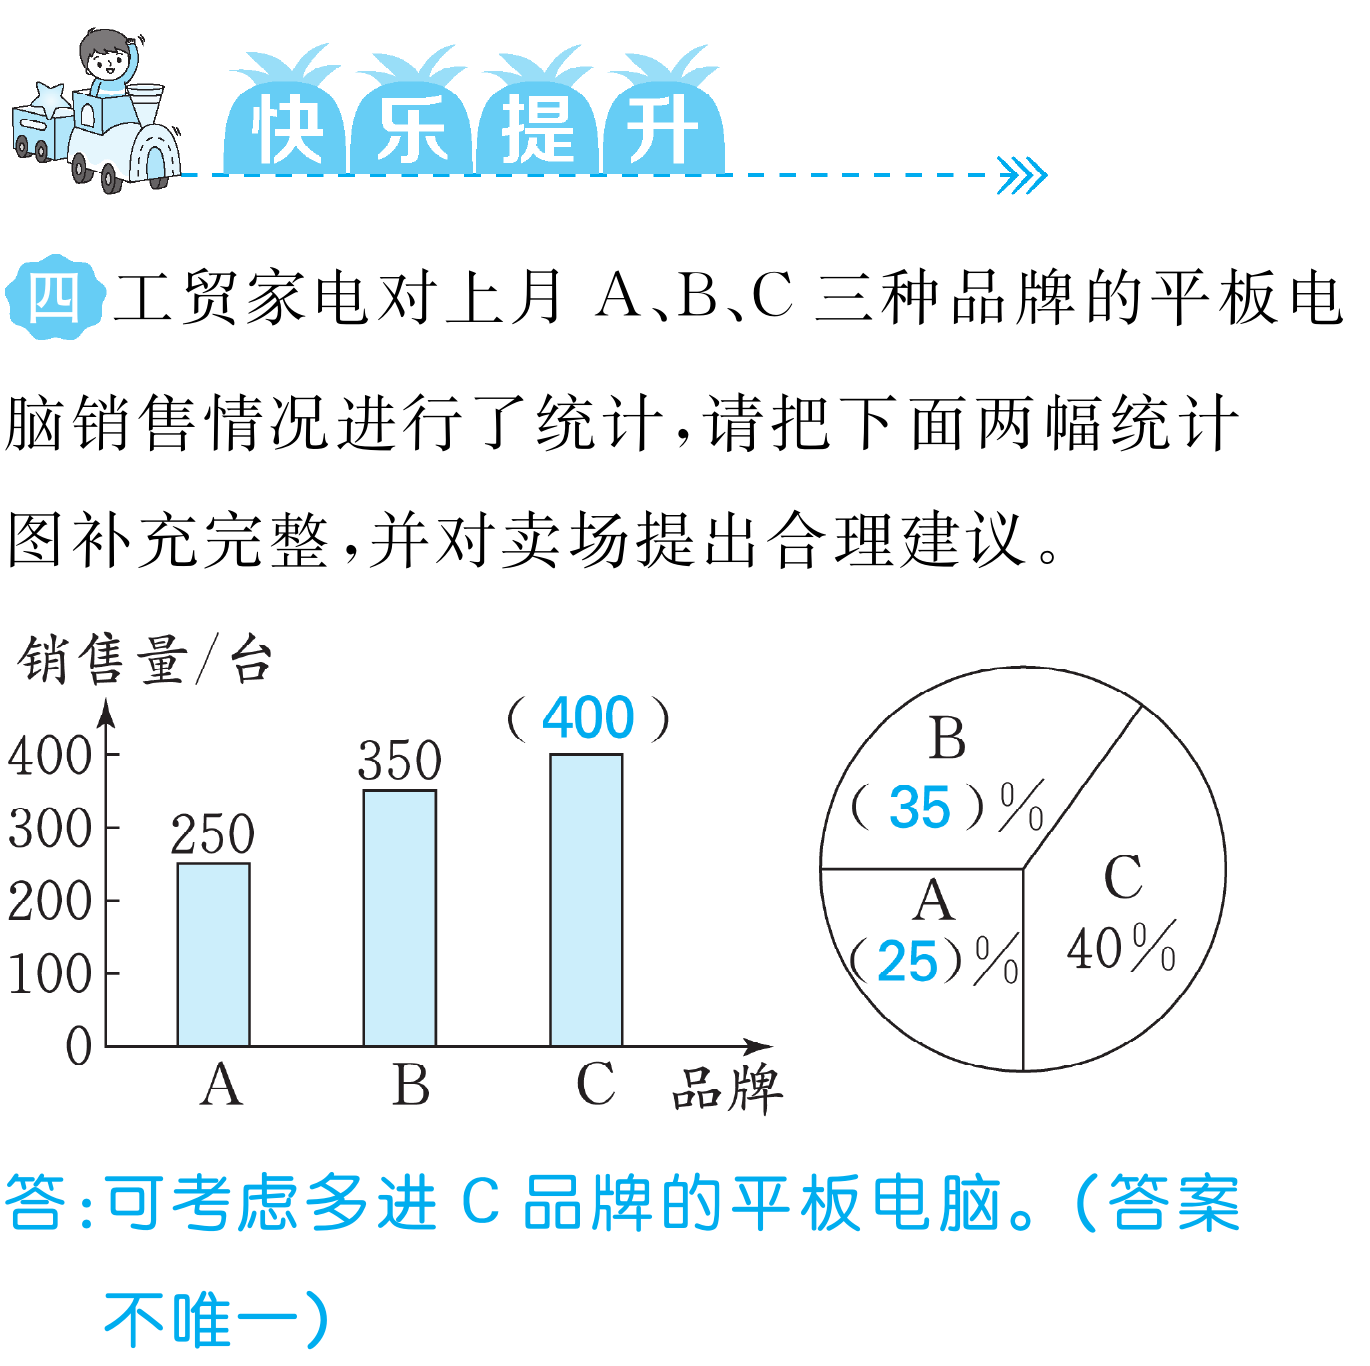 快乐提升
四 工贸家电对上月 A、B、C 三种品牌的平板电
脑销售情况进行了统计,请把下面两幅统计
图补充完整,并对卖场提出合理建议。
销售量/台
400
300
200
100
0
250
350
(400)
A
B
C
品牌
B
(35)%
A
(25)%
C
40%
答:可考虑多进 C 品牌的平板电脑。(答案
不唯一)